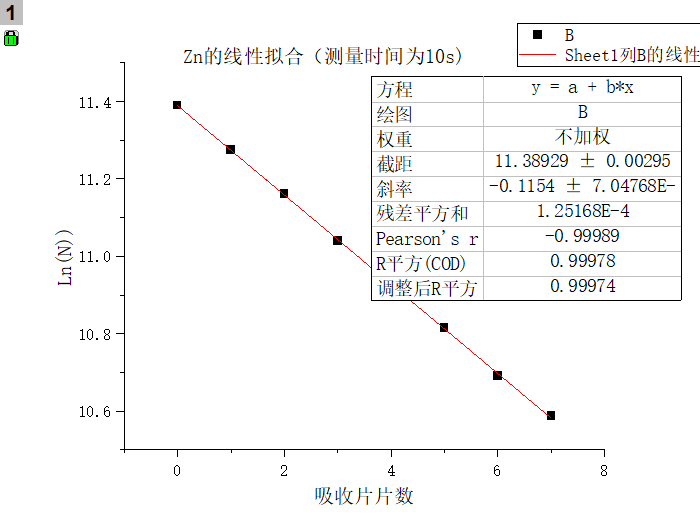 1
B
Sheet1列B的线性
Zn的线性拟合（测量时间为10s)
方程 y = a + b*x
绘图 B
权重 不加权
截距 11.38929 ± 0.00295
斜率 -0.1154 ± 7.04768E-
残差平方和 1.25168E-4
Pearson's r -0.99989
R平方(COD) 0.99978
调整后R平方 0.99974
Ln(N))
11.4
11.2
11.0
10.8
10.6
0 2 4 6 8
吸收片片数